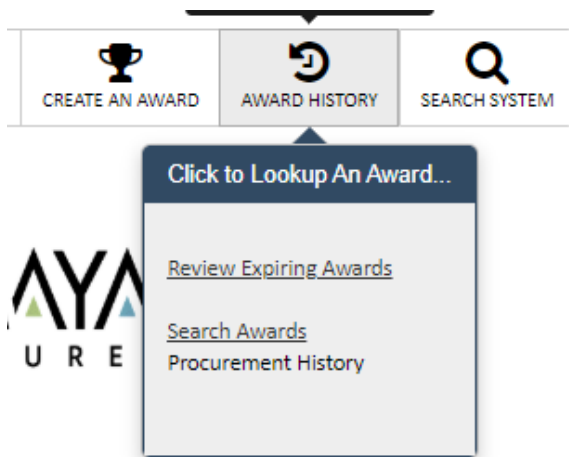 CREATE AN AWARD
AWARD HISTORY
SEARCH SYSTEM
Click to Lookup An Award...
Review Expiring Awards
Search Awards
Procurement History
AYA
U R E